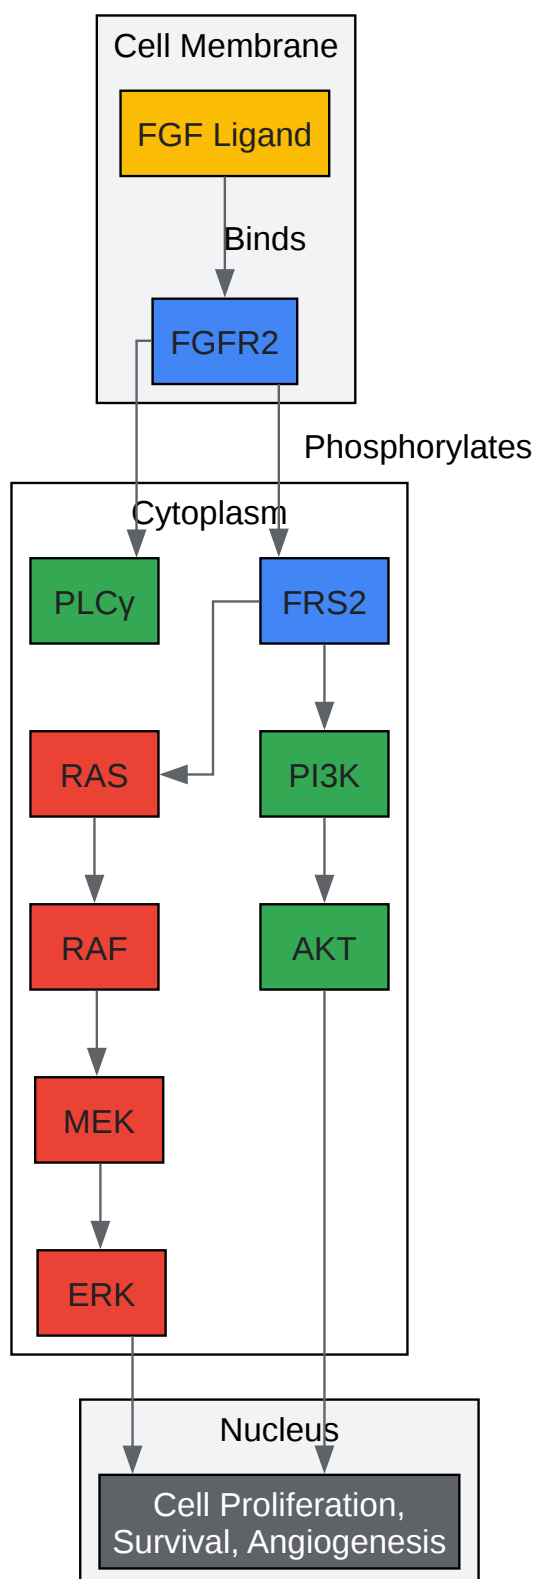 Cell Membrane
FGF Ligand
Binds
FGFR2
Phosphorylates
Cytoplasm
PLCγ
FRS2
RAS
PI3K
RAF
AKT
MEK
ERK
Nucleus
Cell Proliferation,
Survival, Angiogenesis